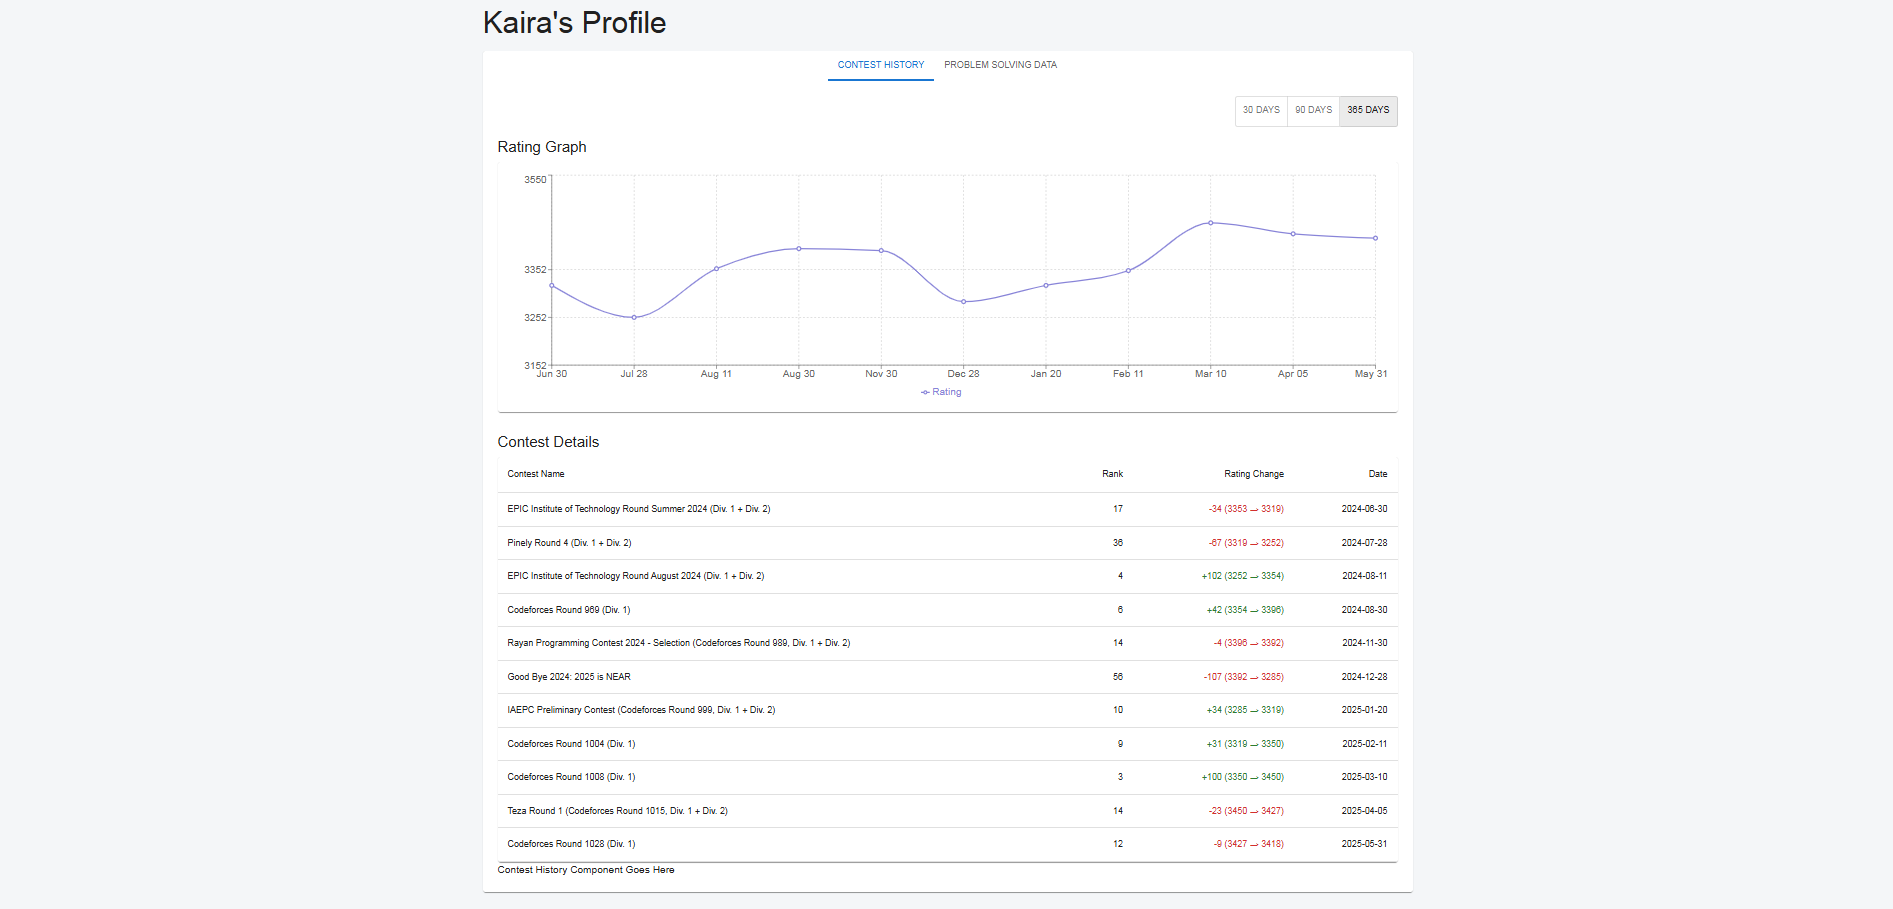 Kaira's Profile
CONTEST HISTORY PROBLEM SOLVING DATA
30 DAYS 90 DAYS 365 DAYS
Rating Graph
3550
3352
3252
3152
Jun 30 Jul 28 Aug 11 Aug 30 Nov 30 Dec 28 Jan 20 Feb 11 Mar 10 Apr 05 May 31
Rating
Contest Details
Contest Name Rank Rating Change Date
EPIC Institute of Technology Round Summer 2024 (Div. 1 + Div. 2) 17 -34 (3353 → 3319) 2024-06-30
Pinely Round 4 (Div. 1 + Div. 2) 36 -67 (3319 → 3252) 2024-07-28
EPIC Institute of Technology Round August 2024 (Div. 1 + Div. 2) 4 +102 (3252 → 3354) 2024-08-11
Codeforces Round 969 (Div. 1) 6 +42 (3354 → 3396) 2024-08-30
Rayan Programming Contest 2024 - Selection (Codeforces Round 989, Div. 1 + Div. 2) 14 -4 (3396 → 3392) 2024-11-30
Good Bye 2024: 2025 is NEAR 56 -107 (3392 → 3285) 2024-12-28
IAEPC Preliminary Contest (Codeforces Round 999, Div. 1 + Div. 2) 10 +34 (3285 → 3319) 2025-01-20
Codeforces Round 1004 (Div. 1) 9 +31 (3319 → 3350) 2025-02-11
Codeforces Round 1008 (Div. 1) 3 +100 (3350 → 3450) 2025-03-10
Teza Round 1 (Codeforces Round 1015, Div. 1 + Div. 2) 14 -23 (3450 → 3427) 2025-04-05
Codeforces Round 1028 (Div. 1) 12 -9 (3427 → 3418) 2025-05-31
Contest History Component Goes Here